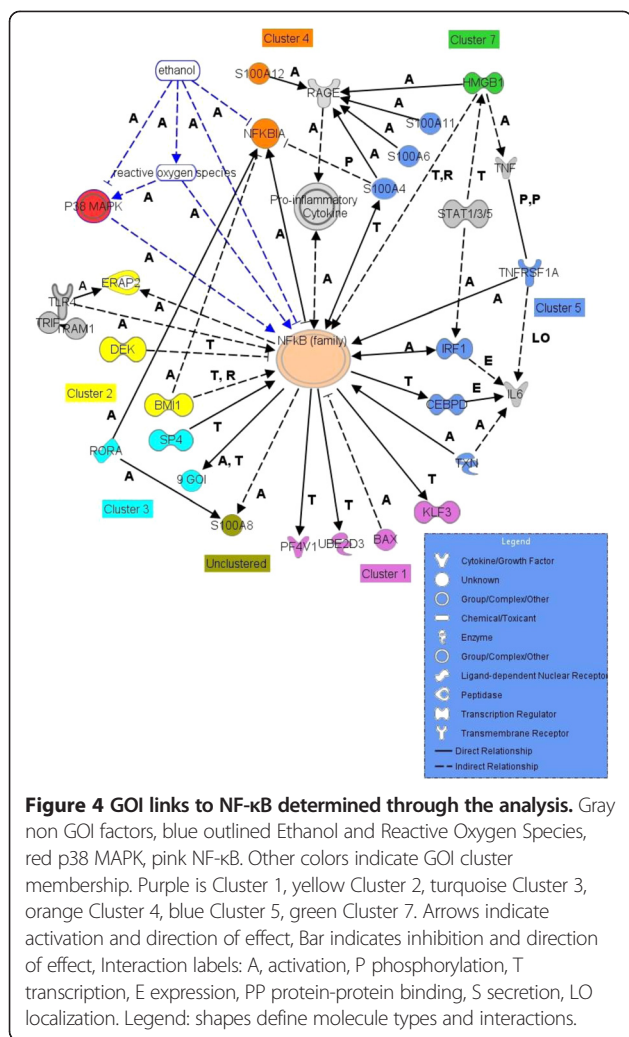 Cluster 4
Cluster 7
ethanol
S100A12
A
RAGE
A
HMGB1
A
A
A
A
NFKBIA
A
A
S100A11
A
A
TNF
reactive oxygen species
P
A
S100A6
T,R
T
P38 MAPK
A
A
S100A4
P,P
Pro-inflammatory
Cytokine
T
STAT1/3/5
A
A
A
TNFRSF1A
TLR4
A
ERAP2
A
A
A
Cluster 5
TRIF
TRAM1
A
NFkB (family)
A
IRF1
LO
DEK
T
E
Cluster 2
T, R
T
CEBPD
E
IL6
BMI1
A
SP4
T
A
A
RORA
A
TXN
9 GOI
A, T
A
Cluster 3
A
T
T
A
T
KLF3
S100A8
Unclustered
PF4V1
UBE2D3
BAX
Cluster 1
Legend
Cytokine/Growth Factor
Unknown
Group/Complex/Other
Chemical/Toxicant
Enzyme
Group/Complex/Other
Ligand-dependent Nuclear Receptor
Peptidase
Transcription Regulator
Transmembrane Receptor
Direct Relationship
Indirect Relationship
Figure 4 GOI links to NF-κB determined through the analysis. Gray
non GOI factors, blue outlined Ethanol and Reactive Oxygen Species,
red p38 MAPK, pink NF-κB. Other colors indicate GOI cluster
membership. Purple is Cluster 1, yellow Cluster 2, turquoise Cluster 3,
orange Cluster 4, blue Cluster 5, green Cluster 7. Arrows indicate
activation and direction of effect, Bar indicates inhibition and direction
of effect, Interaction labels: A, activation, P phosphorylation, T
transcription, E expression, PP protein-protein binding, S secretion, LO
localization. Legend: shapes define molecule types and interactions.